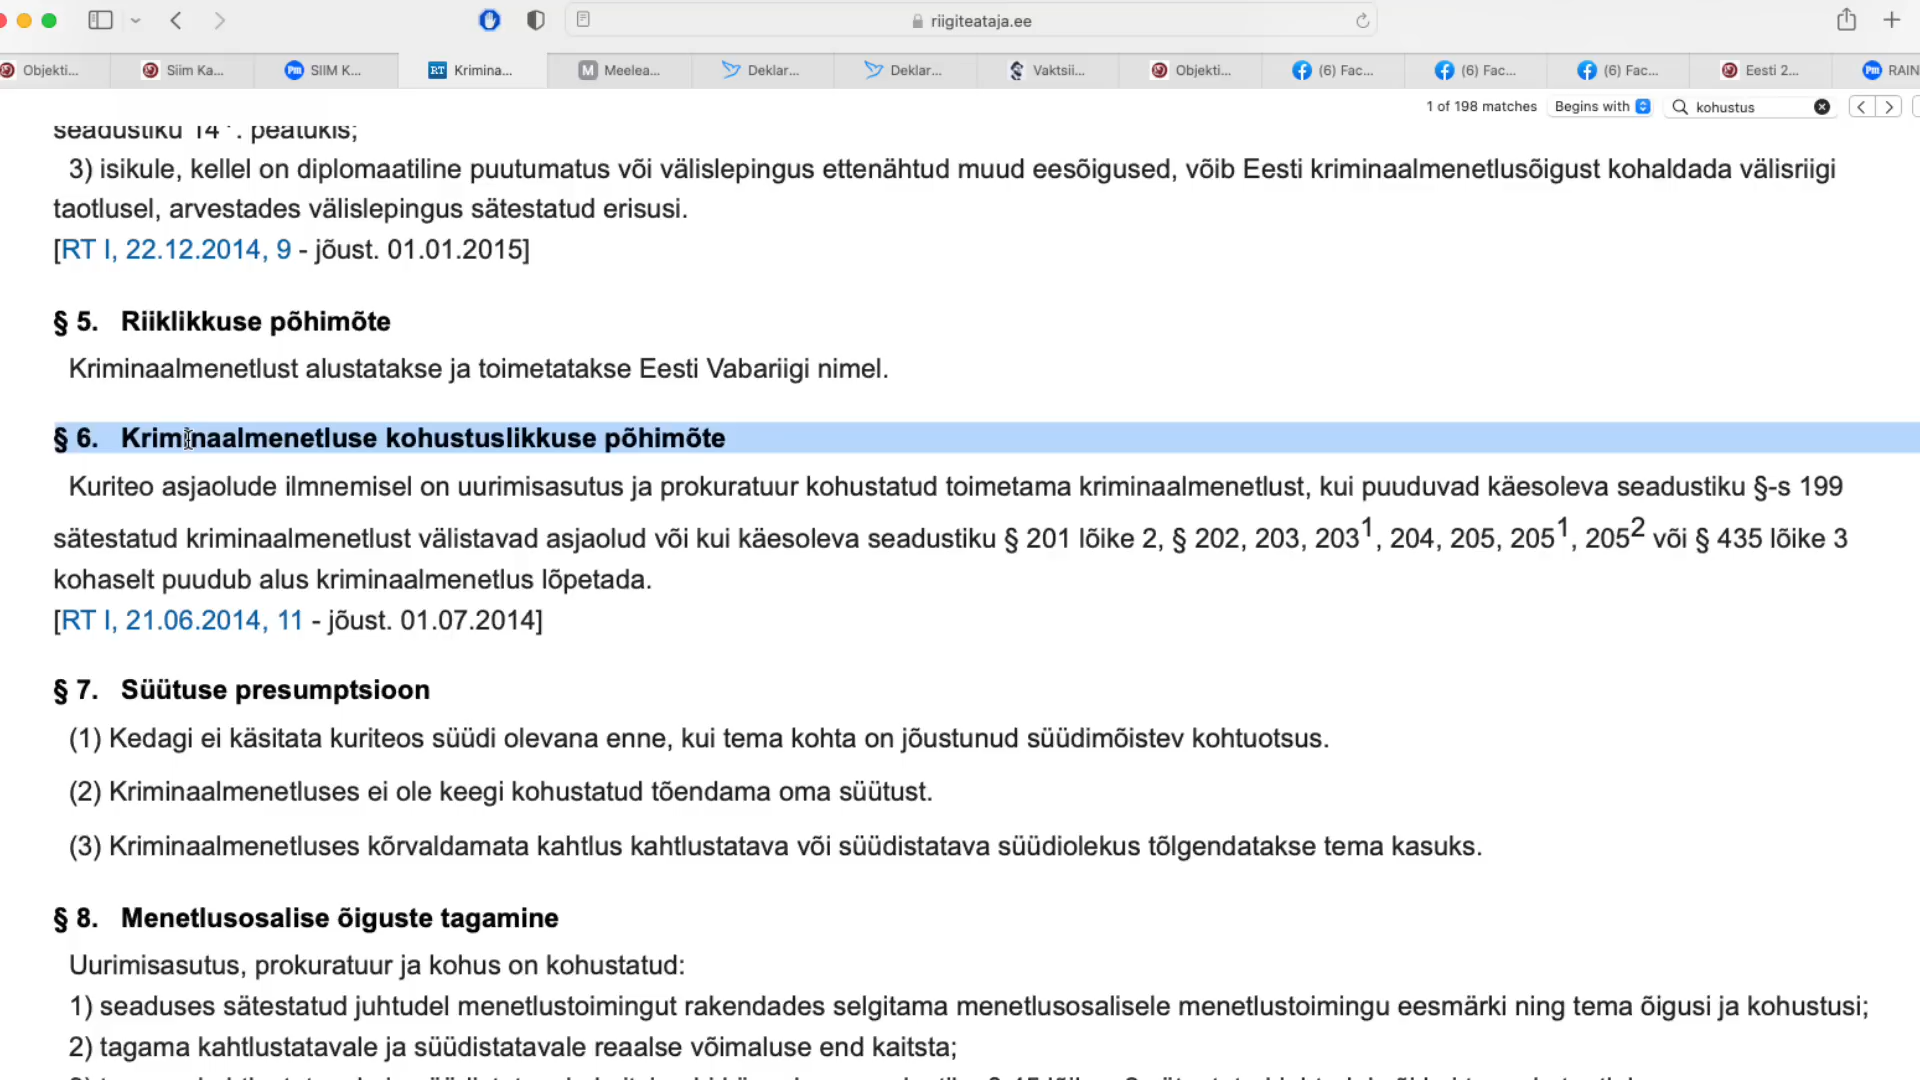 riigiteataja.ee
Objekti...
Siim Ka...
SIIM K...
Krimina...
Meelea...
Deklar...
Deklar...
Vaktsii...
Objekti...
(6) Fac...
(6) Fac...
(6) Fac...
Eesti 2...
RAIN
1 of 198 matches Begins with kohustus
seadustiku 14¹. peatükis;
3) isikule, kellel on diplomaatiline puutumatus või välislepingus ettenähtud muud eesõigused, võib Eesti kriminaalmenetlusõigust kohaldada välisriigi
taotlusel, arvestades välislepingus sätestatud erisusi.
[RT I, 22.12.2014, 9 - jõust. 01.01.2015]
§ 5. Riiklikkuse põhimõte
Kriminaalmenetlust alustatakse ja toimetatakse Eesti Vabariigi nimel.
§ 6. Kriminaalmenetluse kohustuslikkuse põhimõte
Kuriteo asjaolude ilmnemisel on uurimisasutus ja prokuratuur kohustatud toimetama kriminaalmenetlust, kui puuduvad käesoleva seadustiku §-s 199
sätestatud kriminaalmenetlust välistavad asjaolud või kui käesoleva seadustiku § 201 lõike 2, § 202, 203, 203¹, 204, 205, 205¹, 205² või § 435 lõike 3
kohaselt puudub alus kriminaalmenetlus lõpetada.
[RT I, 21.06.2014, 11 - jõust. 01.07.2014]
§ 7. Süütuse presumptsioon
(1) Kedagi ei käsitata kuriteos süüdi olevana enne, kui tema kohta on jõustunud süüdimõistev kohtuotsus.
(2) Kriminaalmenetluses ei ole keegi kohustatud tõendama oma süütust.
(3) Kriminaalmenetluses kõrvaldamata kahtlus kahtlustatava või süüdistatava süüdiolekus tõlgendatakse tema kasuks.
§ 8. Menetlusosalise õiguste tagamine
Uurimisasutus, prokuratuur ja kohus on kohustatud:
1) seaduses sätestatud juhtudel menetlustoimingut rakendades selgitama menetlusosalisele menetlustoimingu eesmärki ning tema õigusi ja kohustusi;
2) tagama kahtlustatavale ja süüdistatavale reaalse võimaluse end kaitsta;